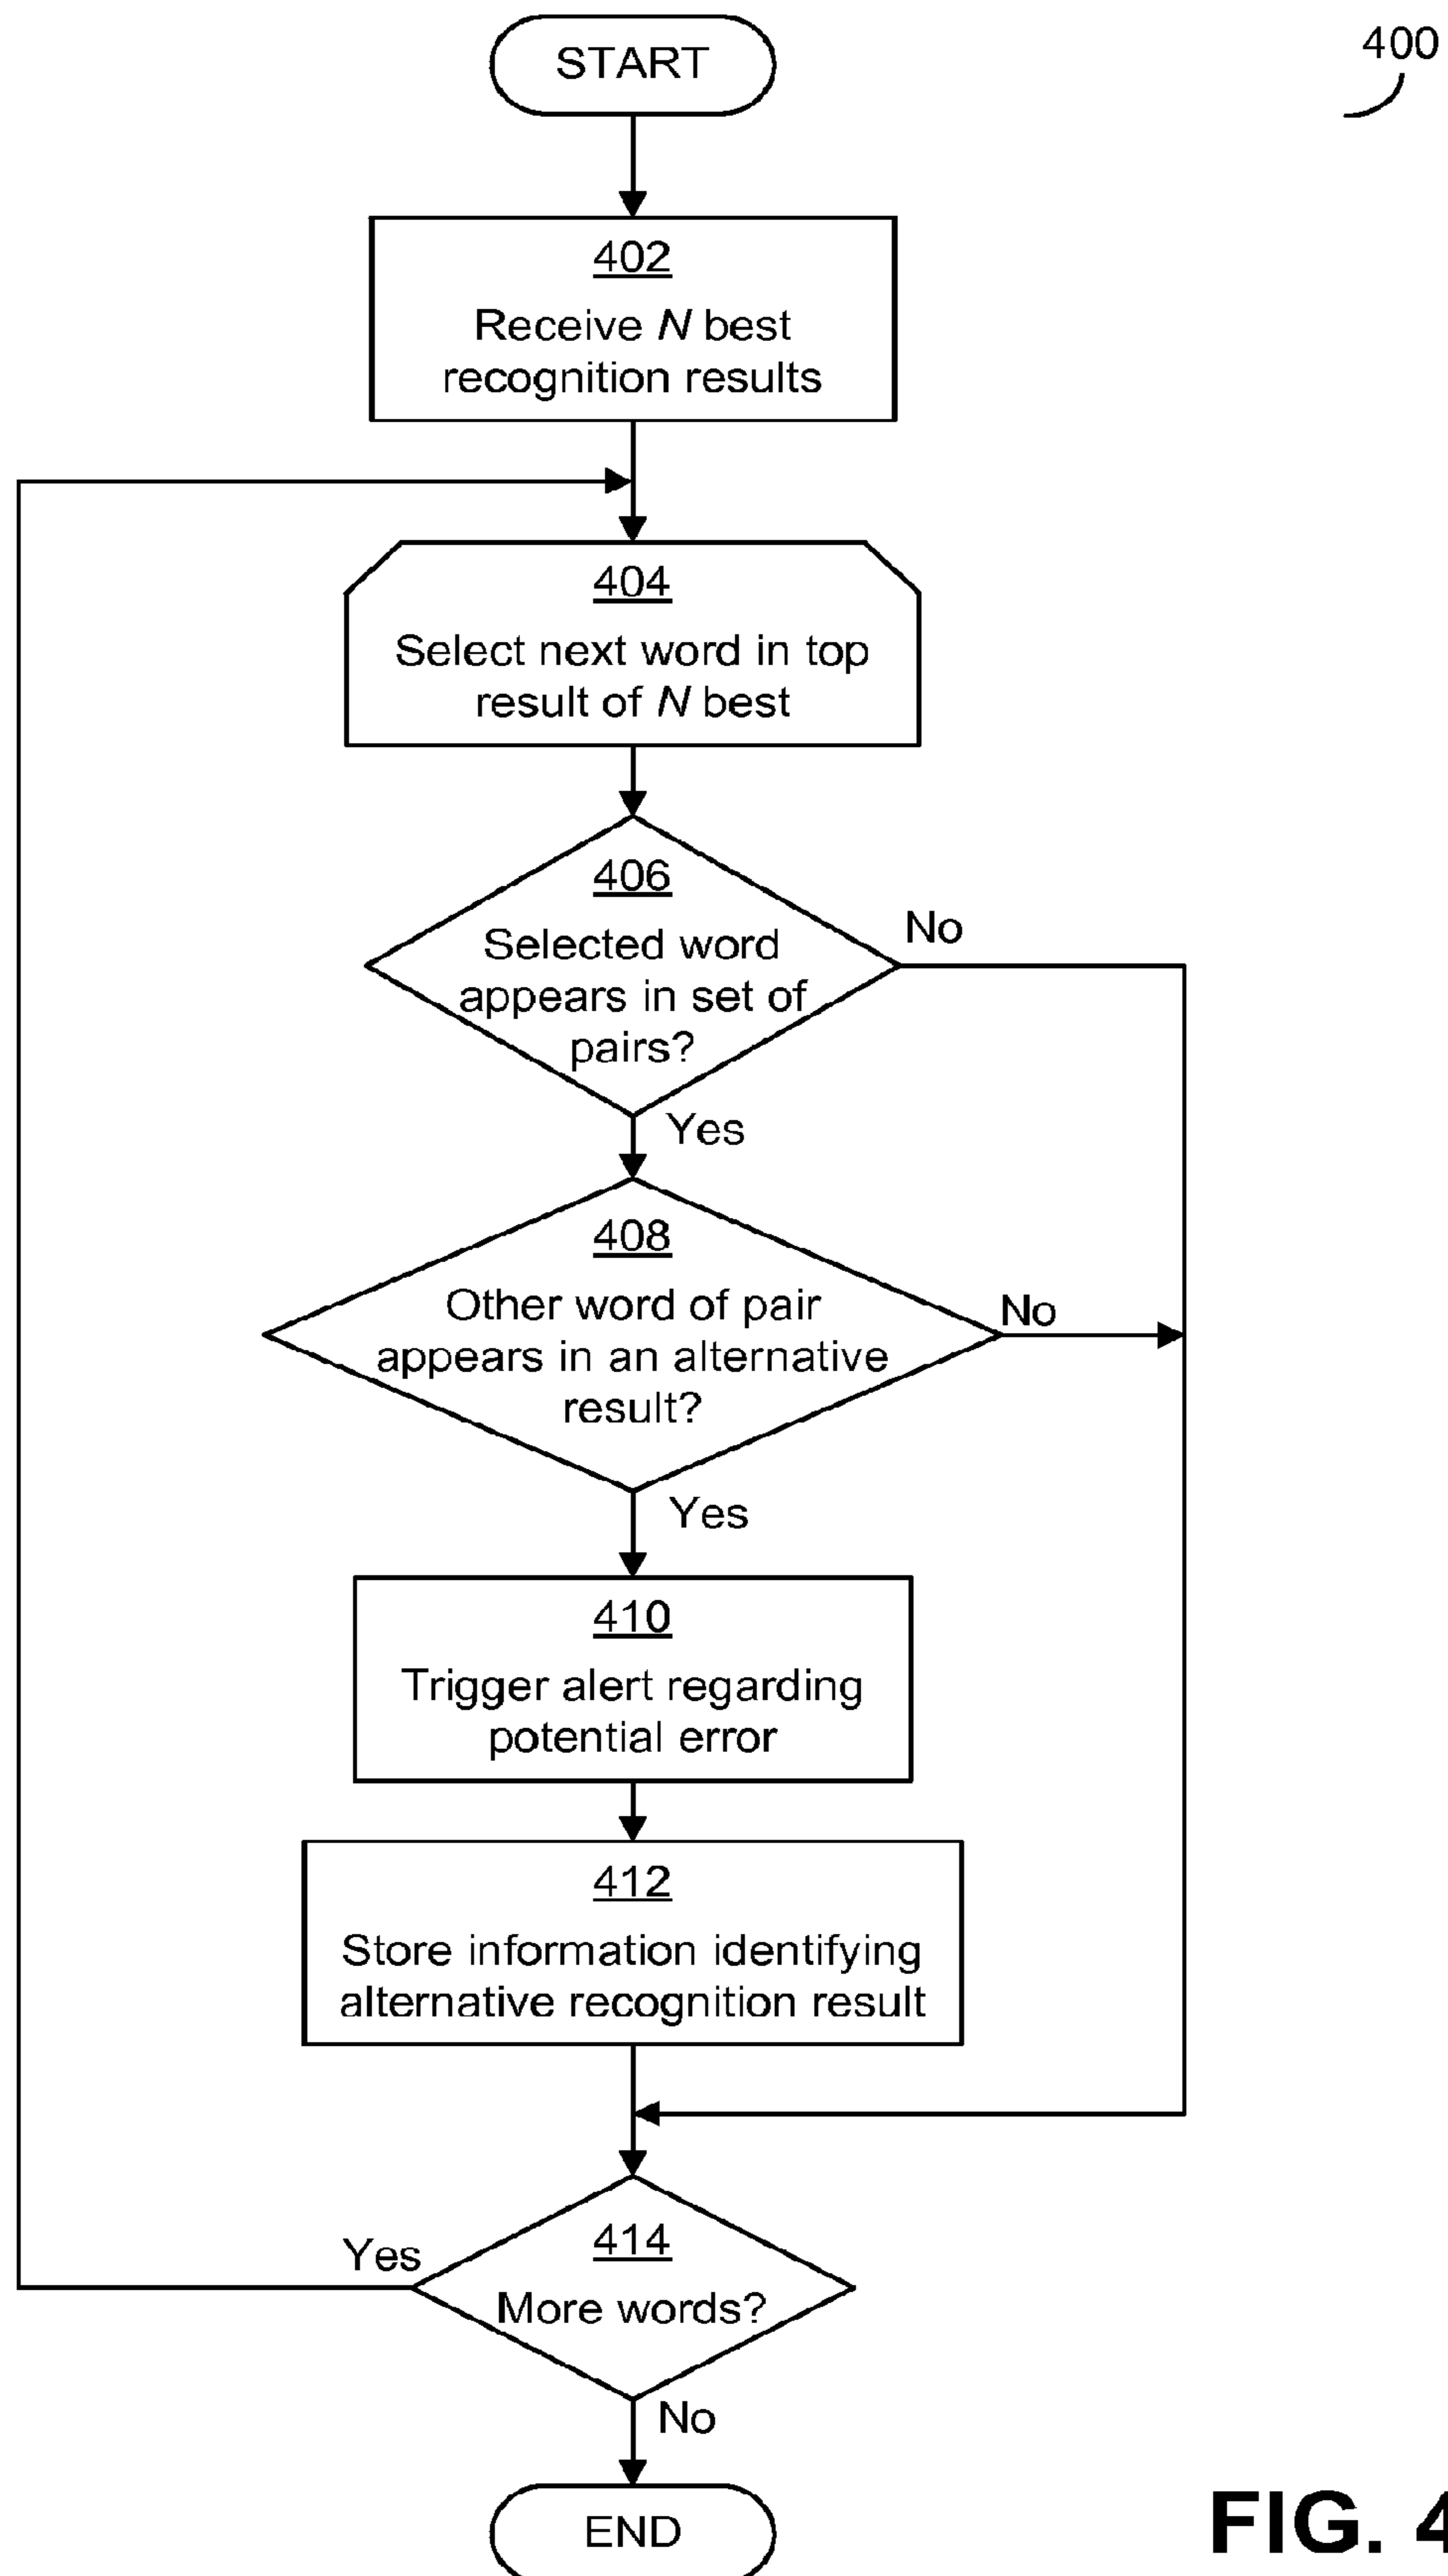 START
400
402
Receive N best
recognition results
404
Select next word in top
result of N best
406
Selected word
appears in set of
pairs?
No
Yes
408
Other word of pair
appears in an alternative
result?
No
Yes
410
Trigger alert regarding
potential error
412
Store information identifying
alternative recognition result
414
More words?
Yes
No
END
FIG. 4